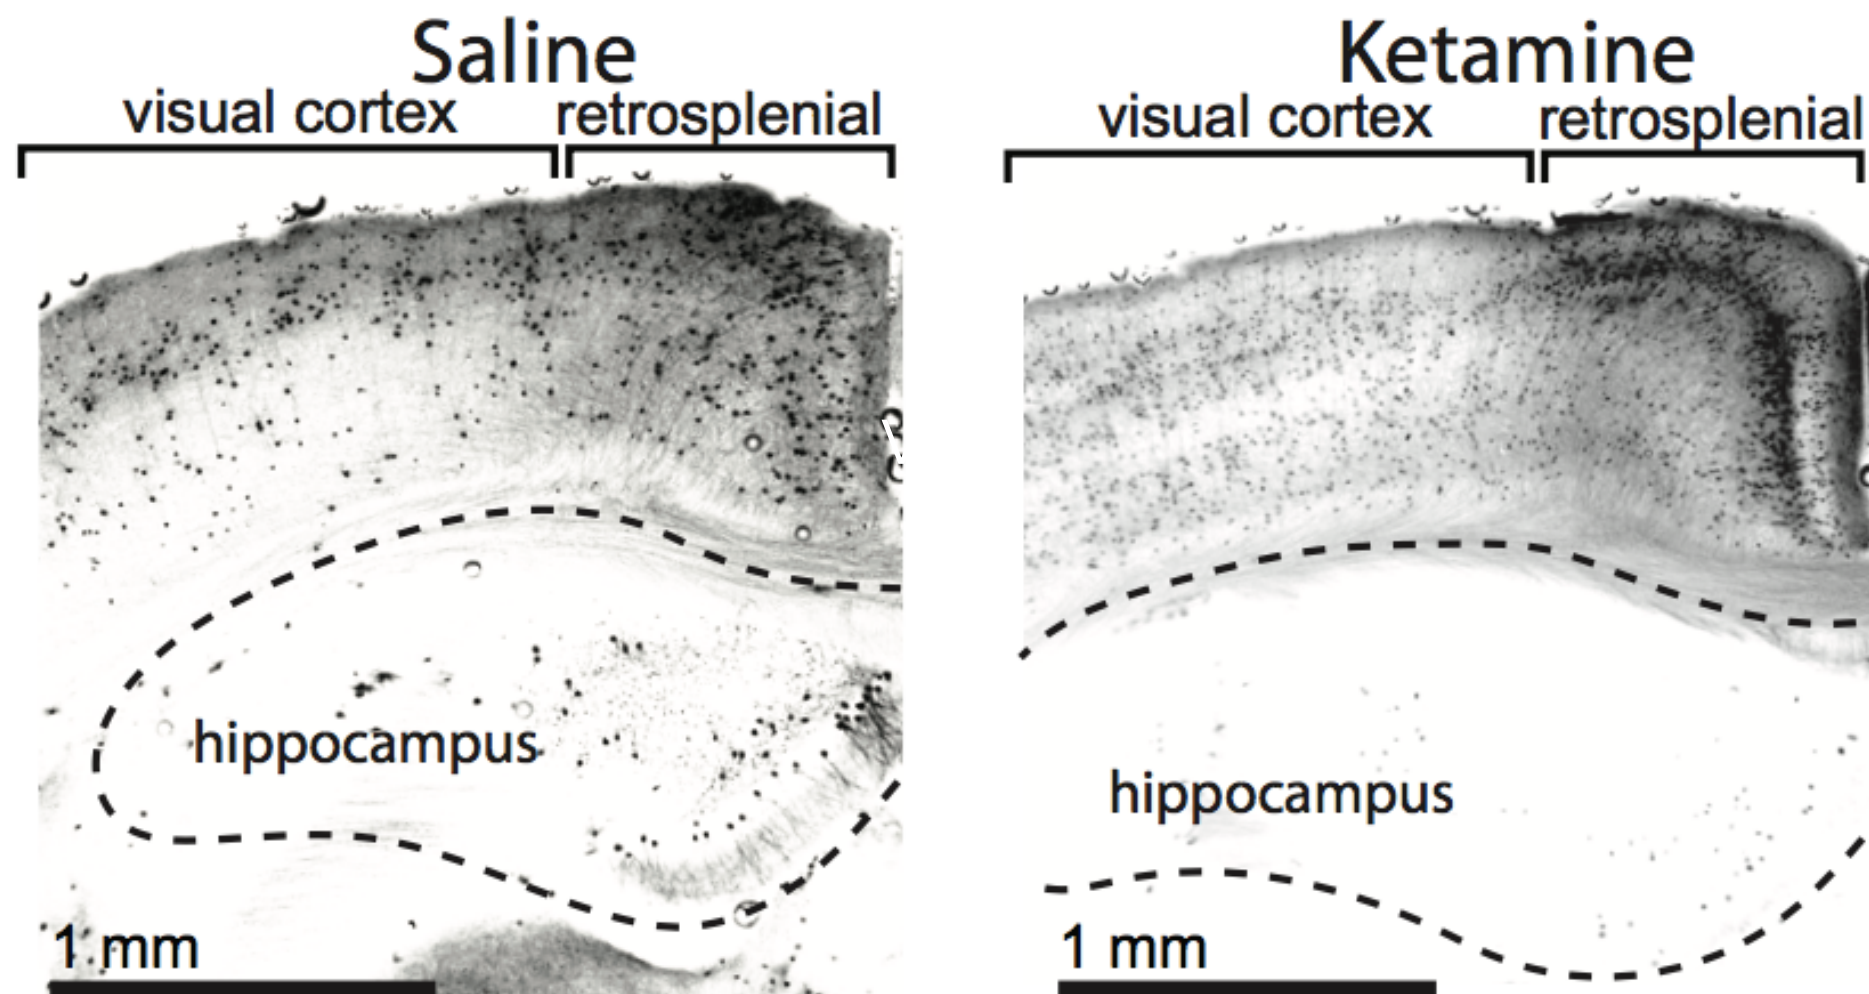 Saline
visual cortex retrosplenial
hippocampus
1 mm
Ketamine
visual cortex retrosplenial
hippocampus
1 mm